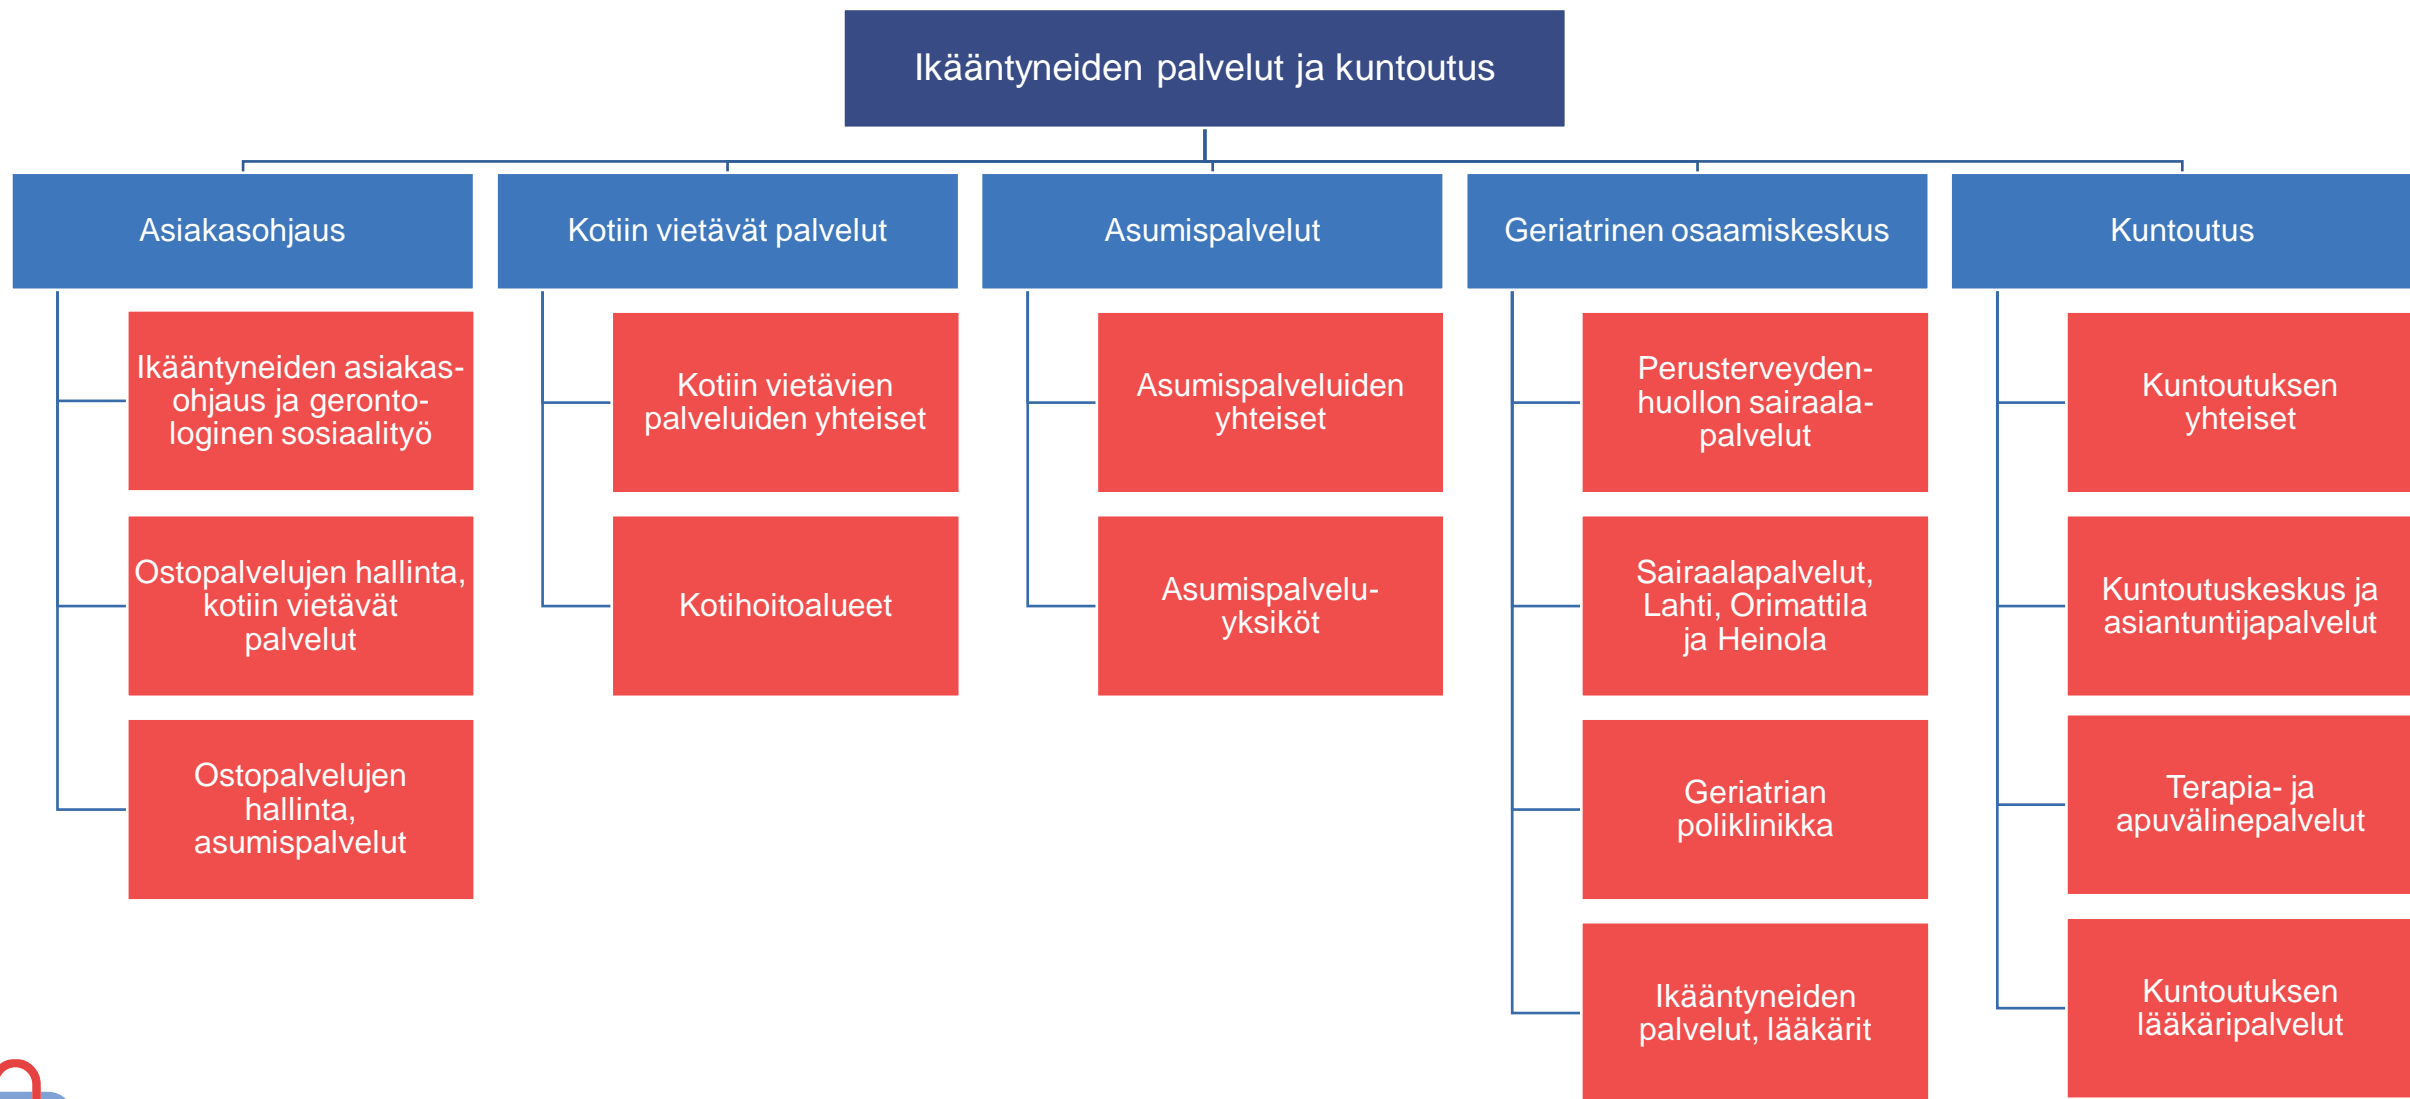 Ikääntyneiden palvelut ja kuntoutus
Asiakasohjaus
Ikääntyneiden asiakas-
ohjaus ja geronto-
loginen sosiaalityö
Ostopalvelujen hallinta,
kotiin vietävät
palvelut
Ostopalvelujen
hallinta,
asumispalvelut
Kotiin vietävät palvelut
Kotiin vietävien
palveluiden yhteiset
Kotihoitoalueet
Asumispalvelut
Asumispalveluiden
yhteiset
Asumispalvelu-
yksiköt
Geriatrinen osaamiskeskus
Perusterveyden-
huollon sairaala-
palvelut
Sairaalapalvelut,
Lahti, Orimattila
ja Heinola
Geriatrian
poliklinikka
Ikääntyneiden
palvelut, lääkärit
Kuntoutus
Kuntoutuksen
yhteiset
Kuntoutuskeskus ja
asiantuntijapalvelut
Terapia- ja
apuvälinepalvelut
Kuntoutuksen
lääkäripalvelut